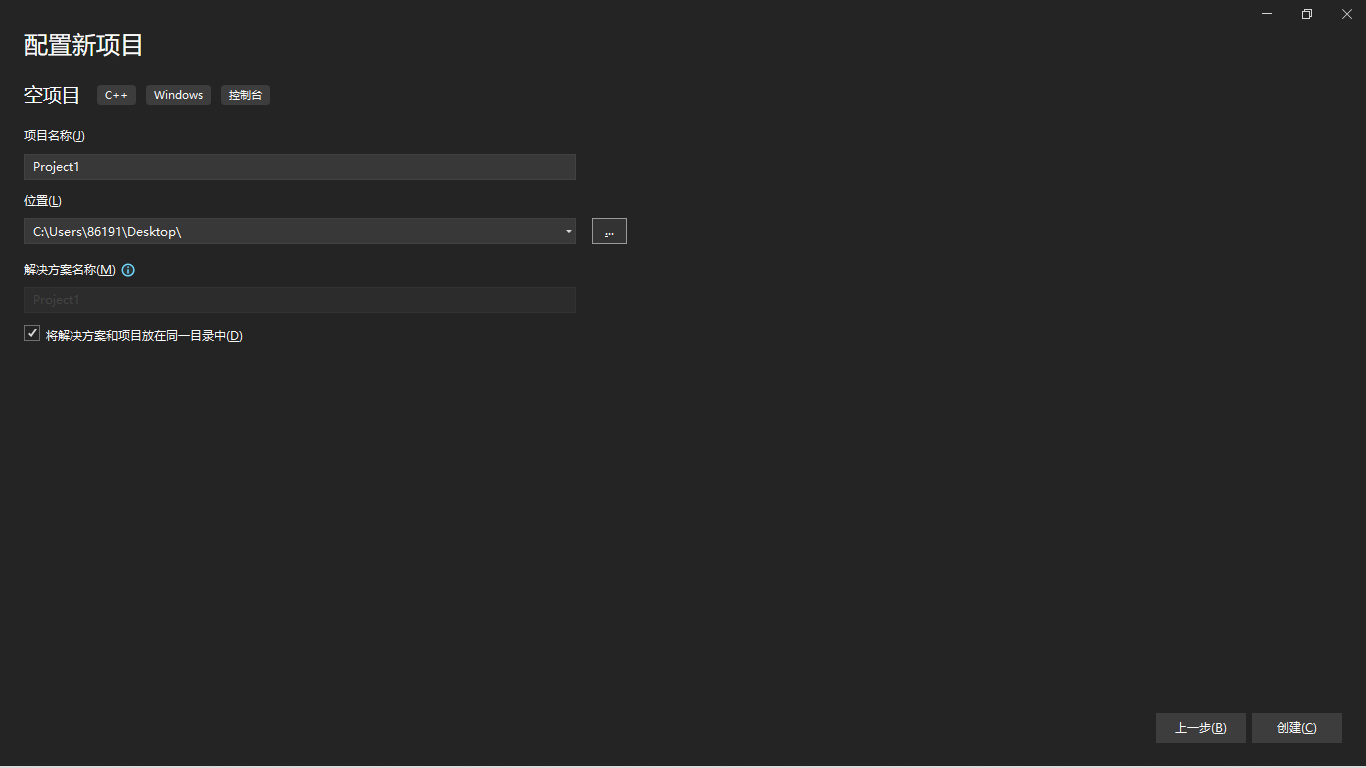 配置新项目
空项目 C++ Windows 控制台
项目名称(J)
Project1
位置(L)
C:\Users\86191\Desktop\
...
解决方案名称(M)
Project1
将解决方案和项目放在同一目录中(D)
上一步(B) 创建(C)